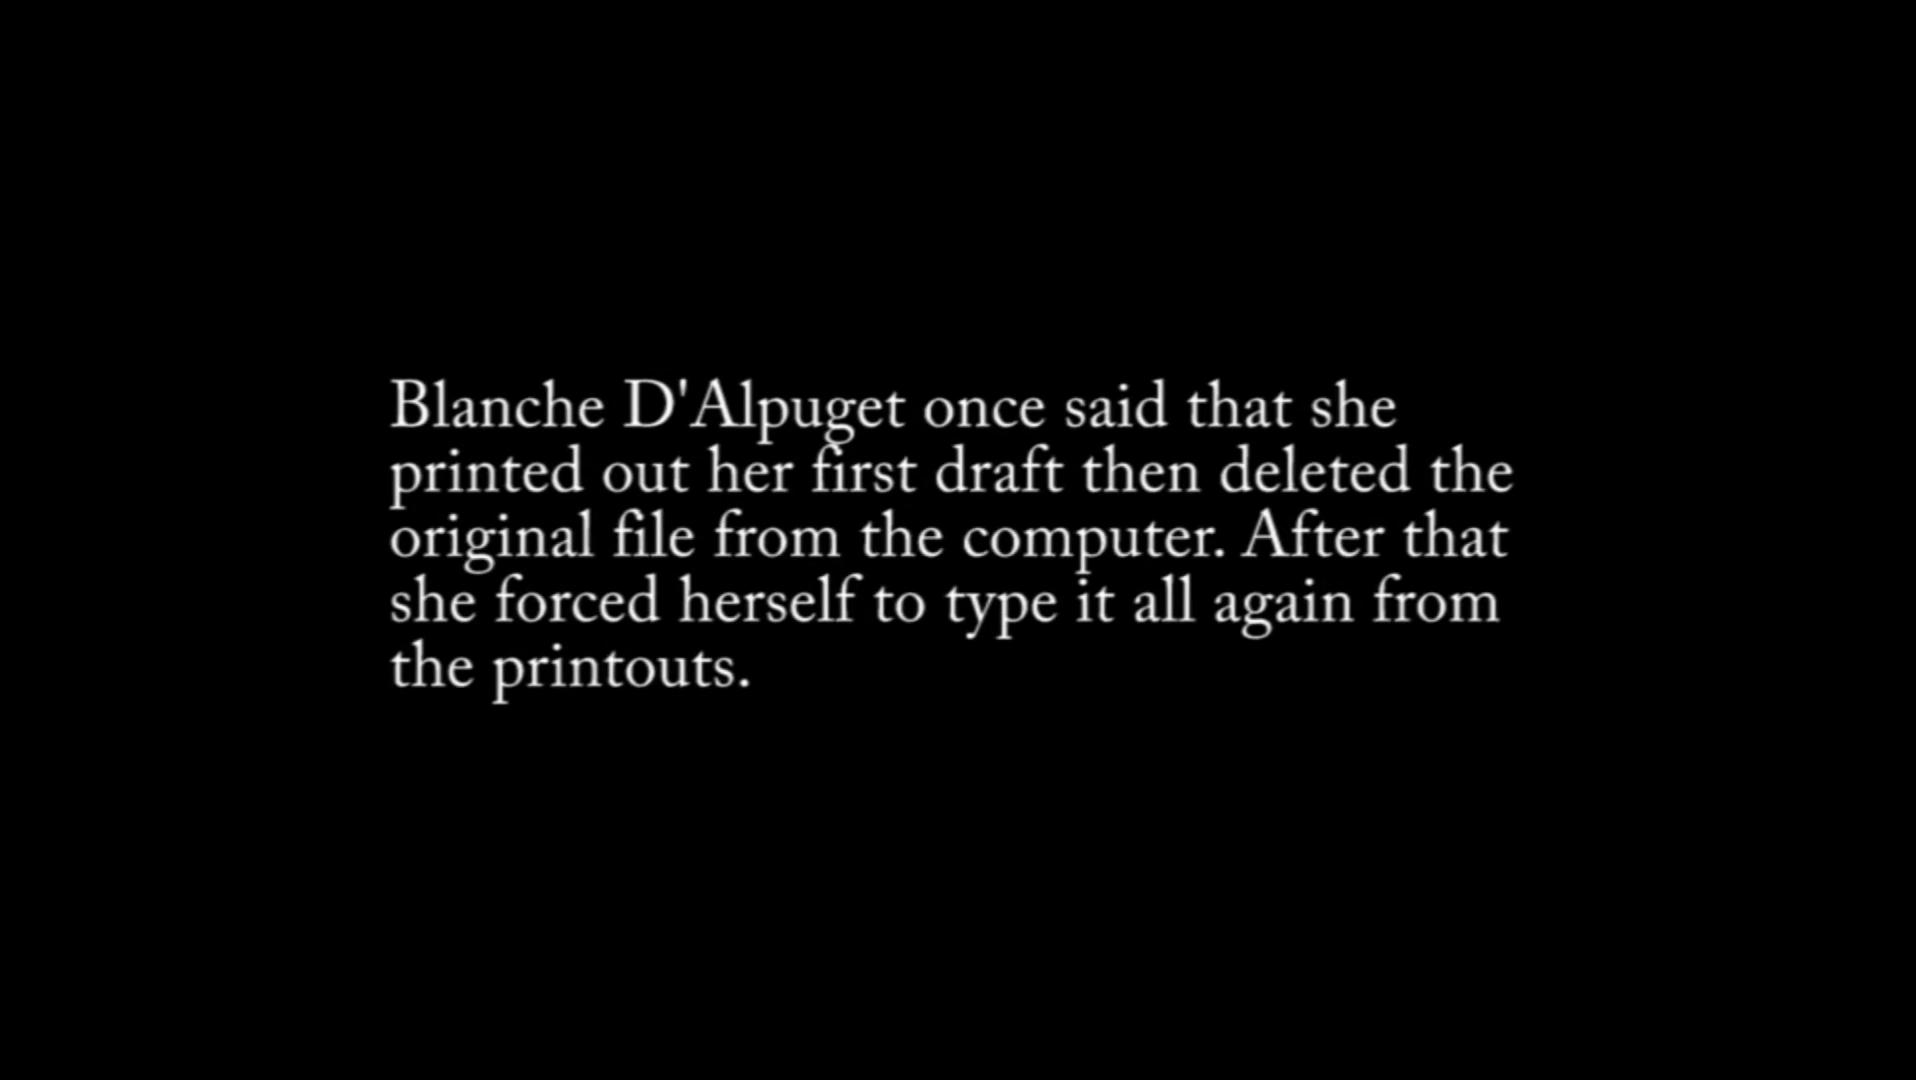 Blanche D'Alpuget once said that she
printed out her first draft then deleted the
original file from the computer. After that
she forced herself to type it all again from
the printouts.